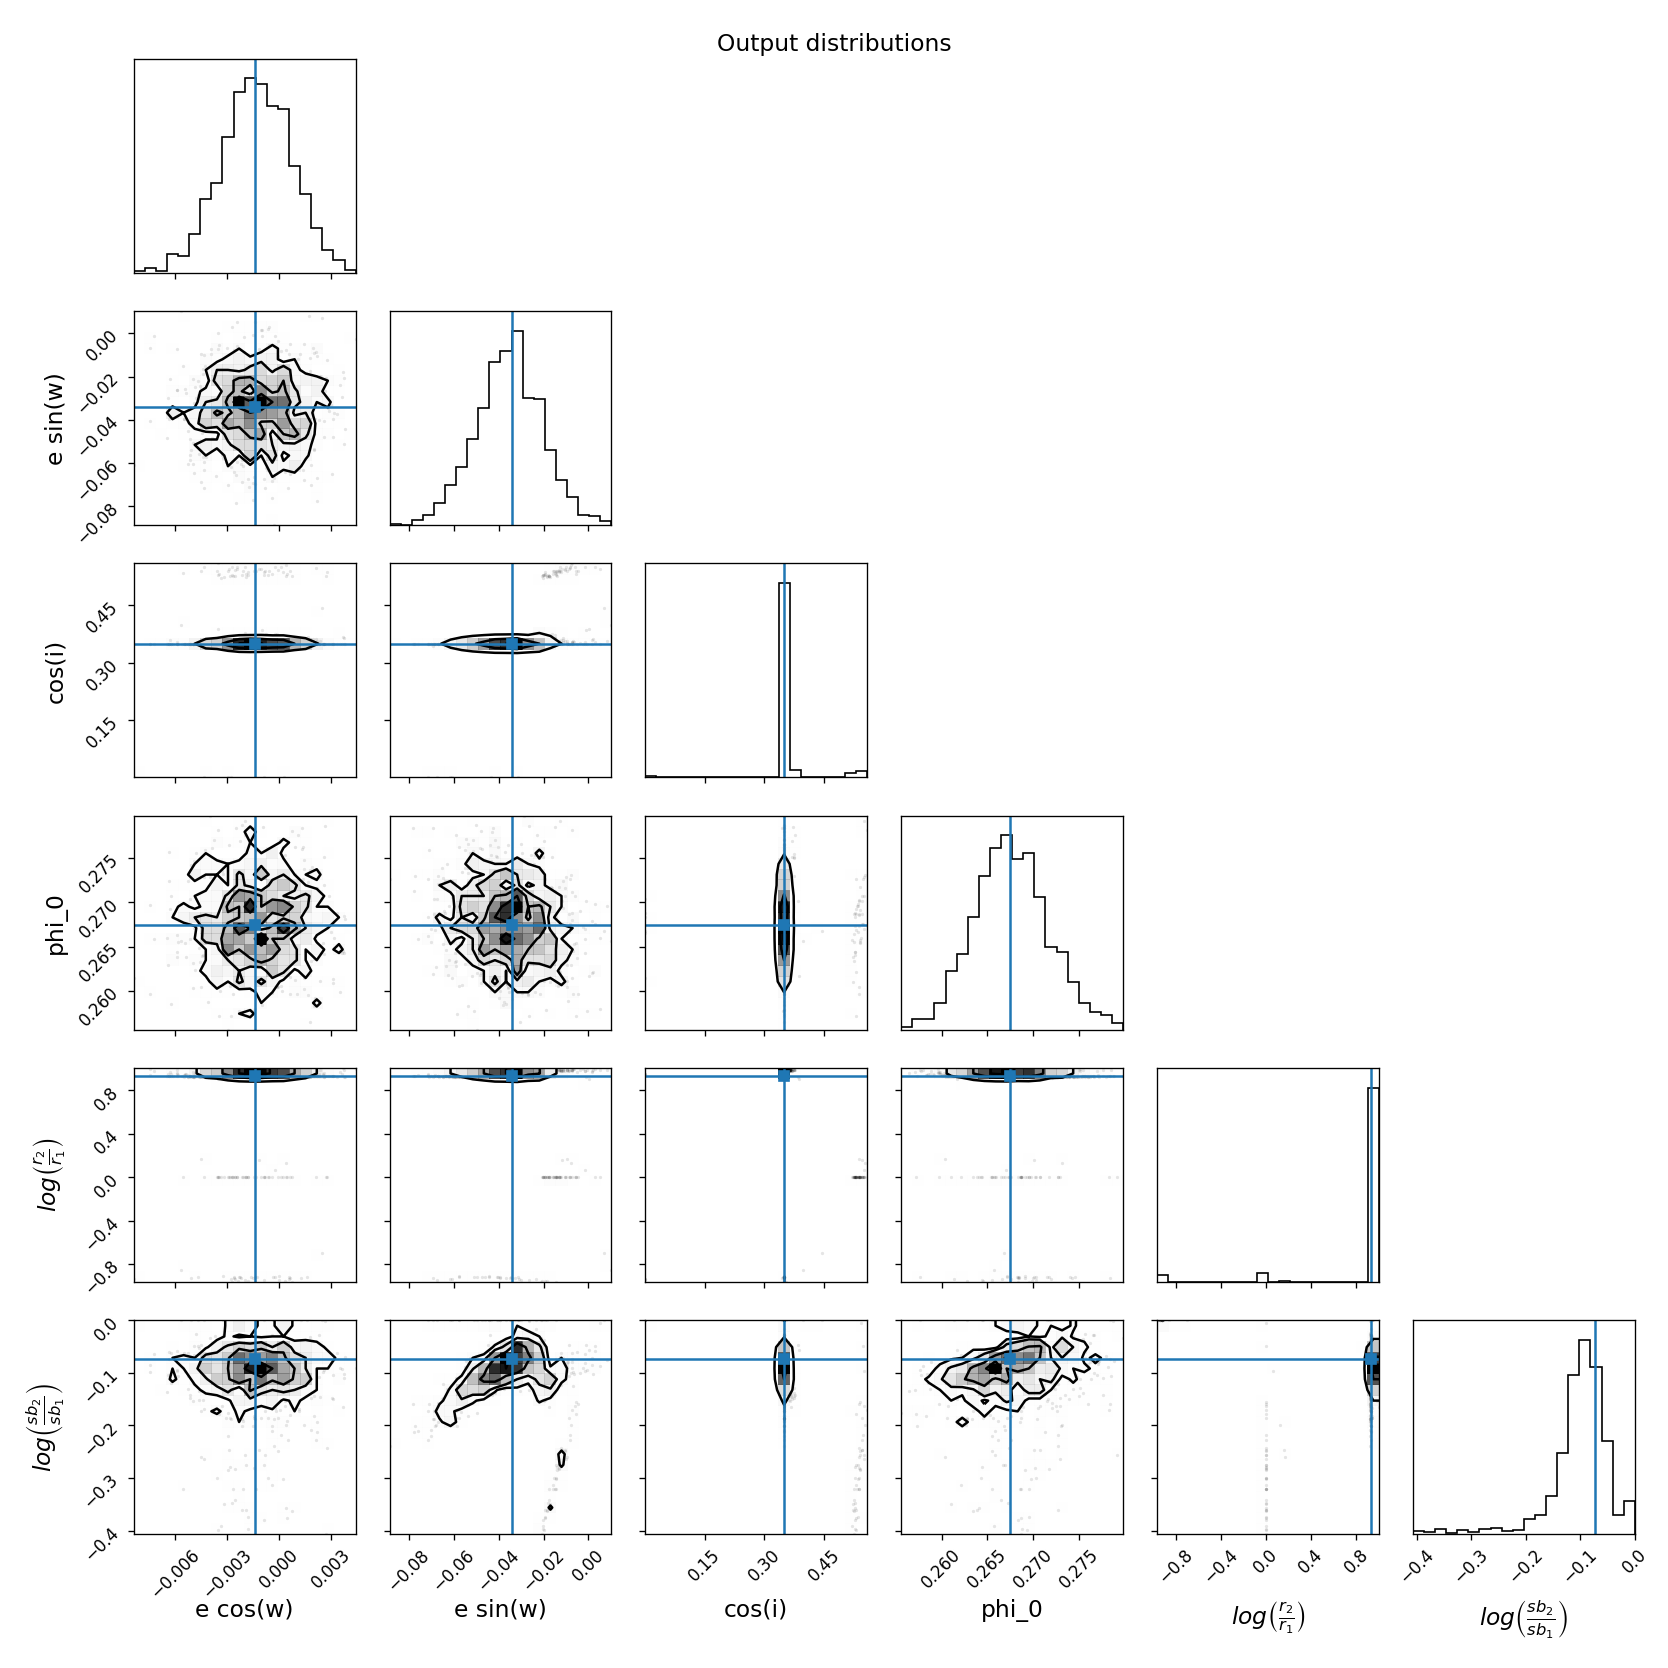 Output distributions
0.00
−0.02
−0.04
−0.06
−0.08
e sin(w)
0.45
0.30
0.15
cos(i)
0.275
0.270
0.265
0.260
phi_0
0.8
0.4
0.0
−0.4
−0.8
log(r₂/r₁)
0.0
−0.1
−0.2
−0.3
−0.4
log(sb₂/sb₁)
−0.006 −0.003 0.000 0.003
−0.08 −0.06 −0.04 −0.02 0.00
0.15 0.30 0.45
0.260 0.265 0.270 0.275
−0.8 −0.4 0.0 0.4 0.8
−0.4 −0.3 −0.2 −0.1 0.0
e cos(w) e sin(w) cos(i) phi_0 log(r₂/r₁) log(sb₂/sb₁)